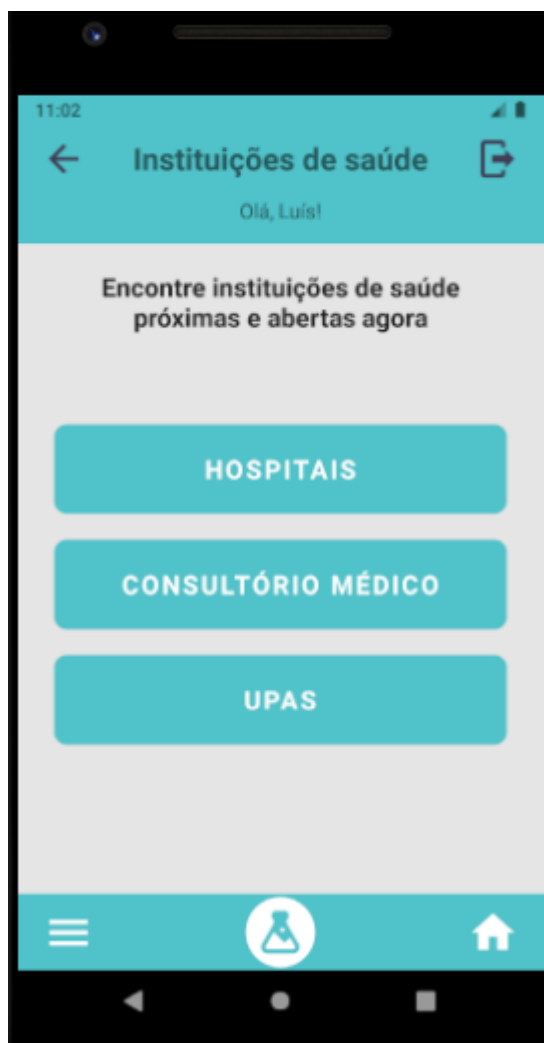 11:02
Instituições de saúde
Olá, Luís!
Encontre instituições de saúde
próximas e abertas agora
HOSPITAIS
CONSULTÓRIO MÉDICO
UPAS